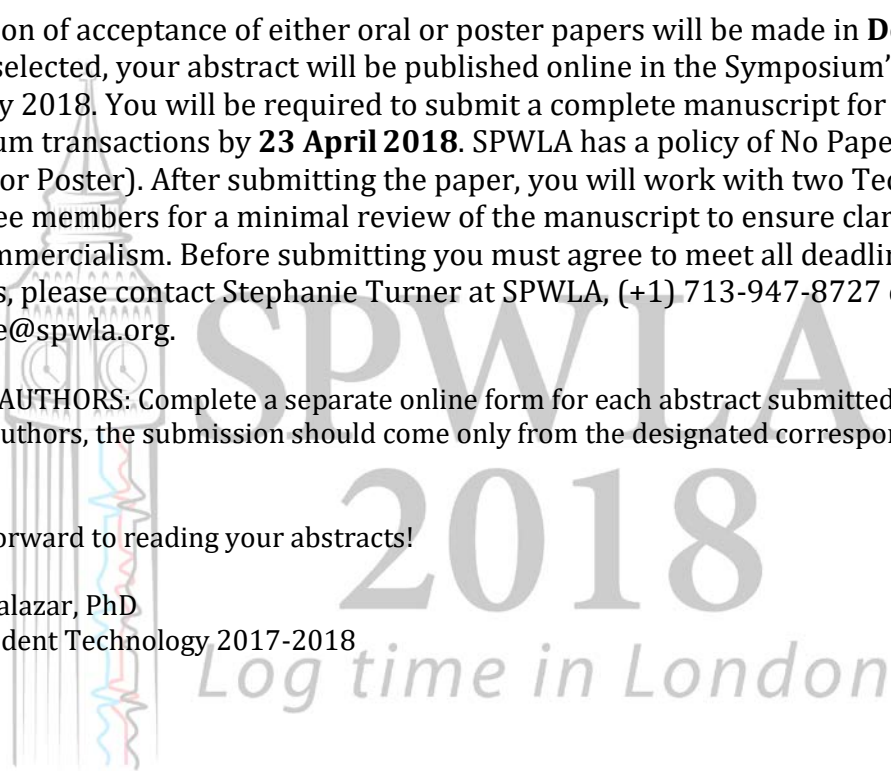 on of acceptance of either oral or poster papers will be made in D
selected, your abstract will be published online in the Symposium'
y 2018. You will be required to submit a complete manuscript for
um transactions by 23 April 2018. SPWLA has a policy of No Pape
or Poster). After submitting the paper, you will work with two Tec
ee members for a minimal review of the manuscript to ensure clar
mmercialism. Before submitting you must agree to meet all deadlin
s, please contact Stephanie Turner at SPWLA, (+1) 713-947-8727
e@spwla.org.
AUTHORS: Complete a separate online form for each abstract submitted
uthors, the submission should come only from the designated correspon
orward to reading your abstracts!
alazar, PhD
dent Technology 2017-2018
SPWLA
2018
Log time in London